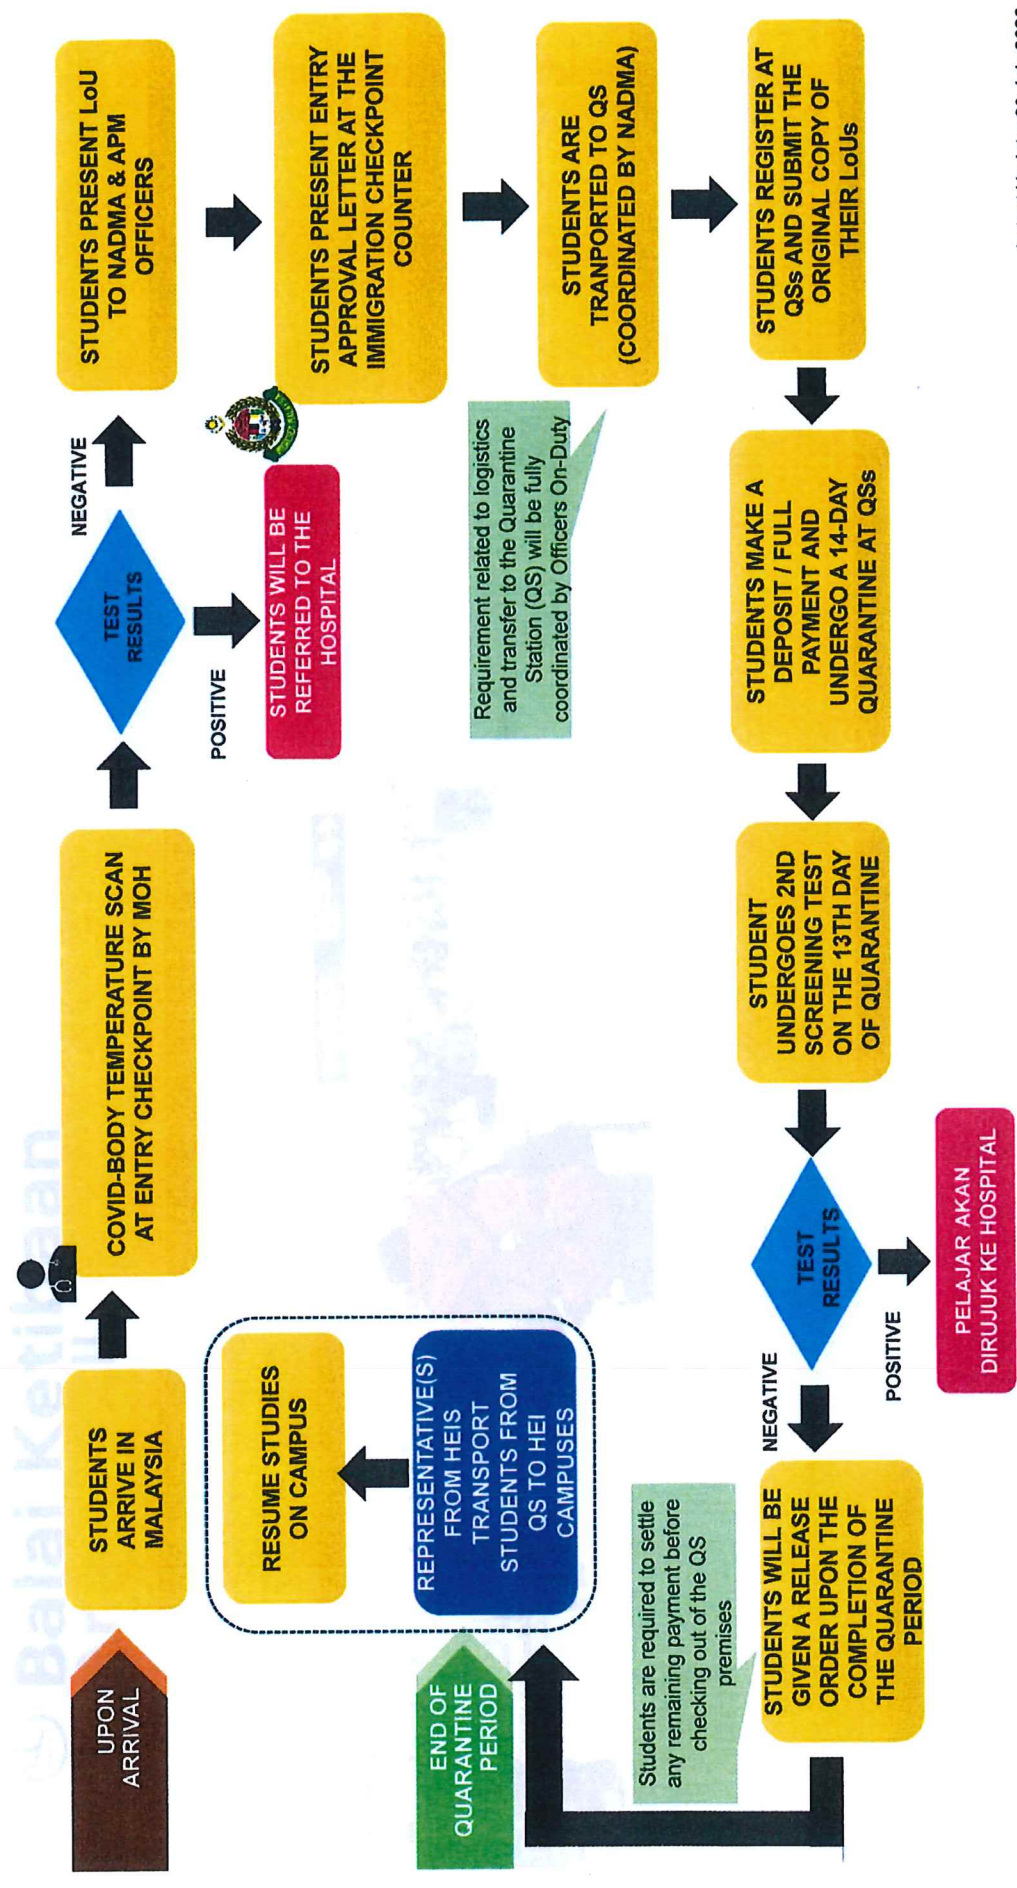 UPON
ARRIVAL
STUDENTS
ARRIVE IN
MALAYSIA
COVID-BODY TEMPERATURE SCAN
AT ENTRY CHECKPOINT BY MOH
TEST
RESULTS
NEGATIVE
POSITIVE
STUDENTS WILL BE
REFERRED TO THE
HOSPITAL
STUDENTS PRESENT LoU
TO NADMA & APM
OFFICERS
STUDENTS PRESENT ENTRY
APPROVAL LETTER AT THE
IMMIGRATION CHECKPOINT
COUNTER
Requirement related to logistics
and transfer to the Quarantine
Station (QS) will be fully
coordinated by Officers On-Duty
STUDENTS ARE
TRANPORTED TO QS
(COORDINATED BY NADMA)
STUDENTS REGISTER AT
QSs AND SUBMIT THE
ORIGINAL COPY OF
THEIR LoUs
STUDENTS MAKE A
DEPOSIT / FULL
PAYMENT AND
UNDERGO A 14-DAY
QUARANTINE AT QSs
STUDENT
UNDERGOES 2ND
SCREENING TEST
ON THE 13TH DAY
OF QUARANTINE
TEST
RESULTS
POSITIVE
PELAJAR AKAN
DIRUJUK KE HOSPITAL
NEGATIVE
STUDENTS WILL BE
GIVEN A RELEASE
ORDER UPON THE
COMPLETION OF
THE QUARANTINE
PERIOD
Students are required to settle
any remaining payment before
checking out of the QS
premises
END OF
QUARANTINE
PERIOD
REPRESENTATIVE(S)
FROM HEIS
TRANSPORT
STUDENTS FROM
QS TO HEI
CAMPUSES
RESUME STUDIES
ON CAMPUS
Balai Ketibaan